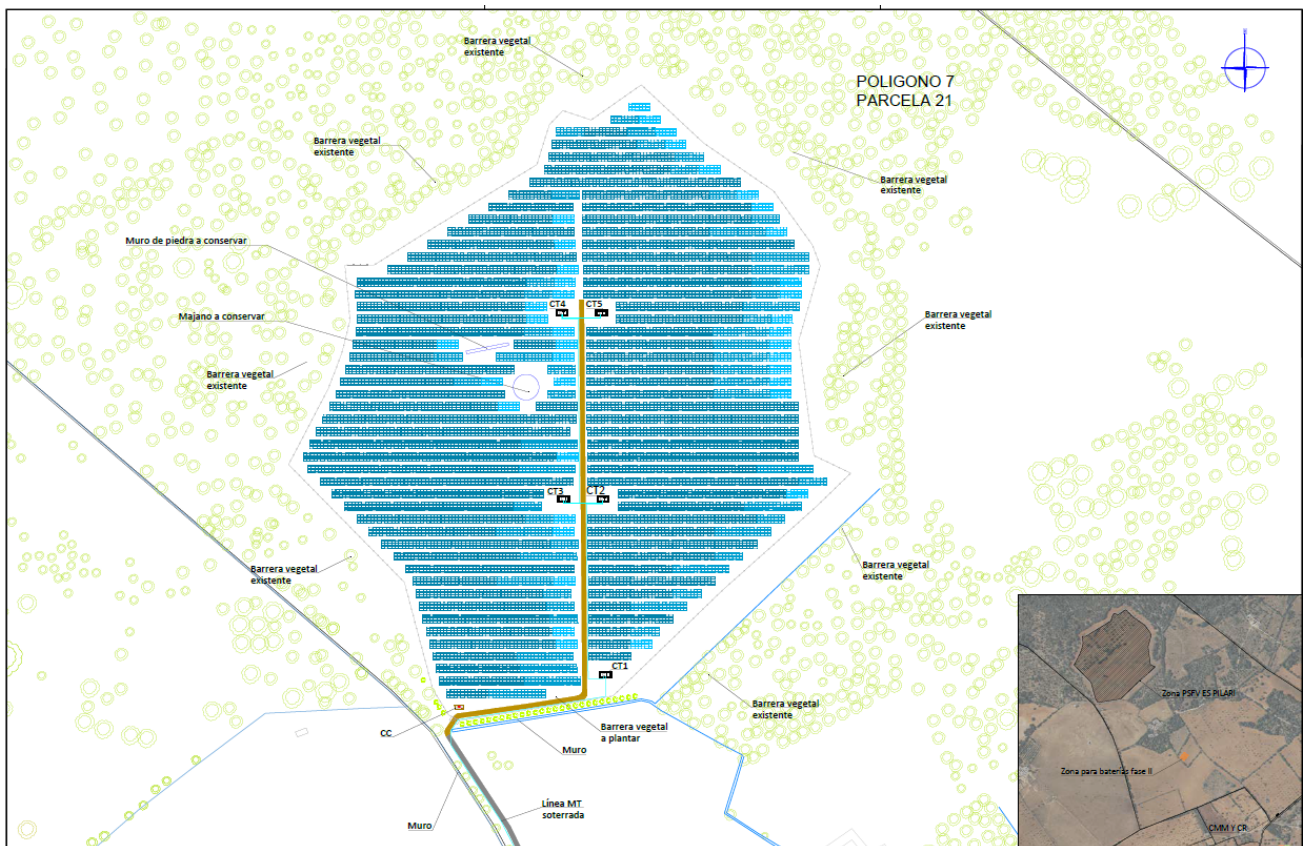 Barrera vegetal
existente
POLIGONO 7
PARCELA 21
Barrera vegetal
existente
Barrera vegetal
existente
Muro de piedra a conservar
CT4
CT5
Majano a conservar
Barrera vegetal
existente
Barrera vegetal
existente
CT3
CT2
Barrera vegetal
existente
Barrera vegetal
existente
CT1
Barrera vegetal
existente
Barrera vegetal
a plantar
CC
Muro
Línea MT
soterrada
Muro
Zona PSFV ES PILARI
Zona para baterías fase II
CMM Y CR